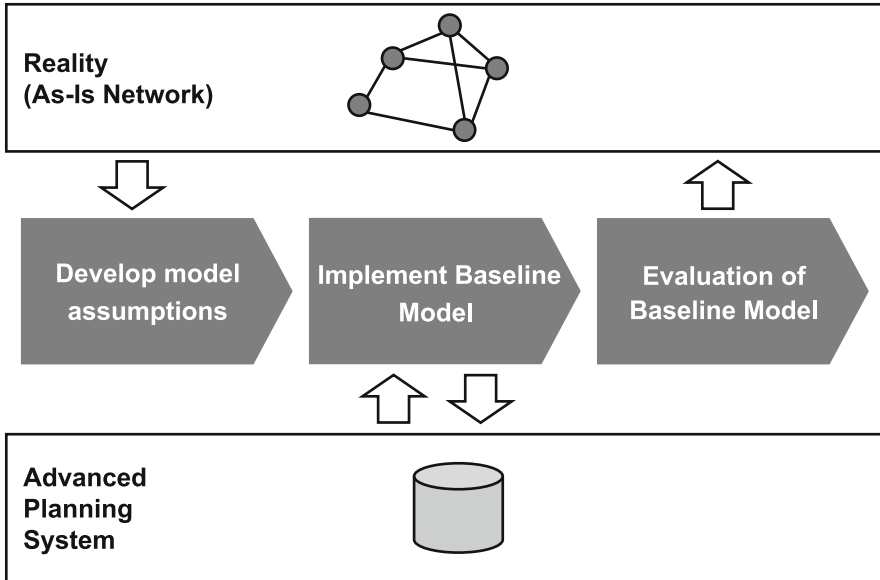 Reality
(As-Is Network)
Develop model
assumptions
Implement Baseline
Model
Evaluation of
Baseline Model
Advanced
Planning
System